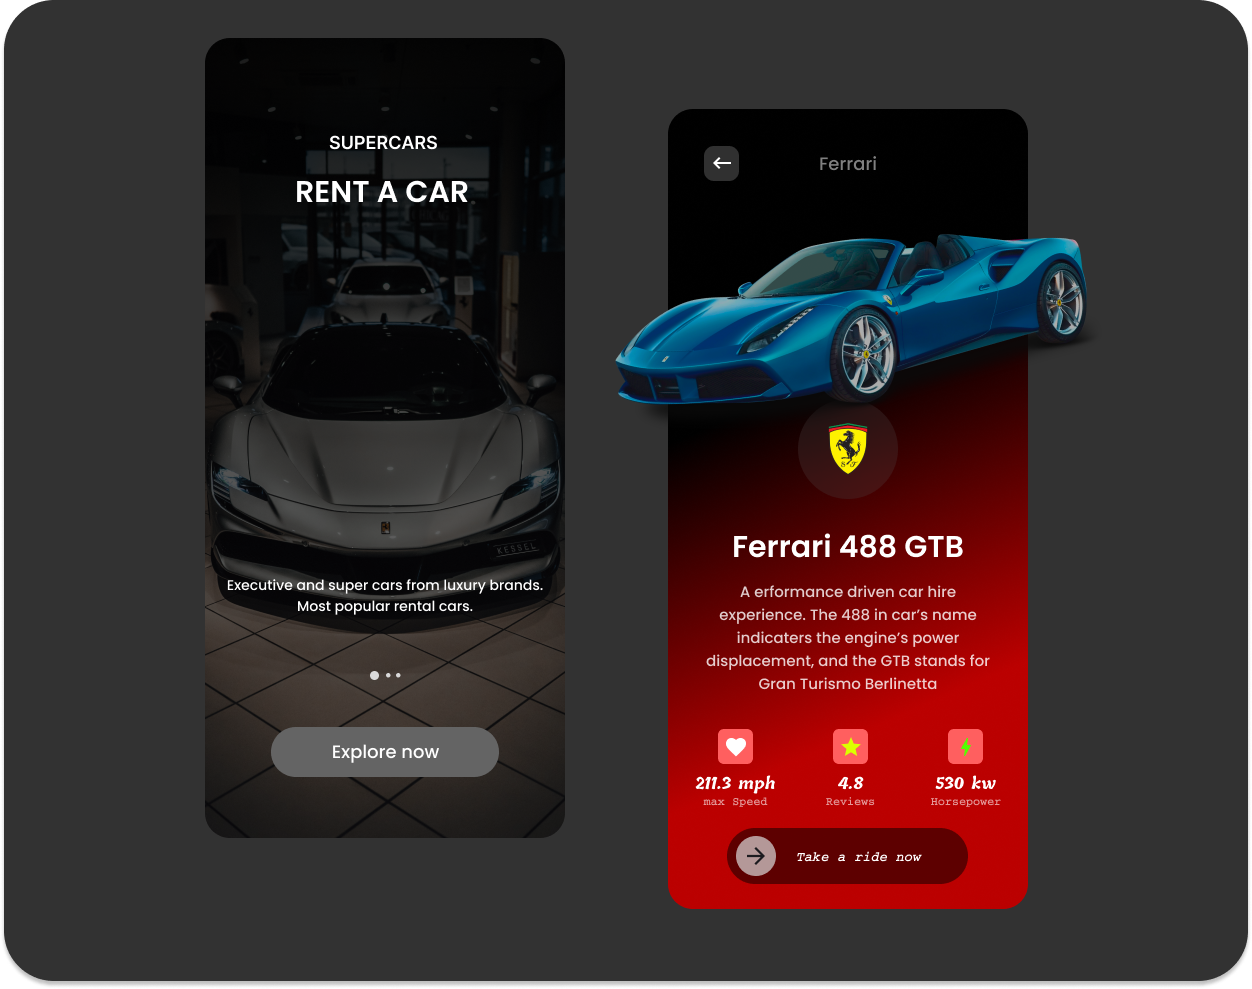 SUPERCARS
RENT A CAR
KESSEL
Executive and super cars from luxury brands.
Most popular rental cars.
Explore now
Ferrari
S F
Ferrari 488 GTB
A erformance driven car hire
experience. The 488 in car’s name
indicaters the engine’s power
displacement, and the GTB stands for
Gran Turismo Berlinetta
211.3 mph
max Speed
4.8
Reviews
530 kw
Horsepower
Take a ride now